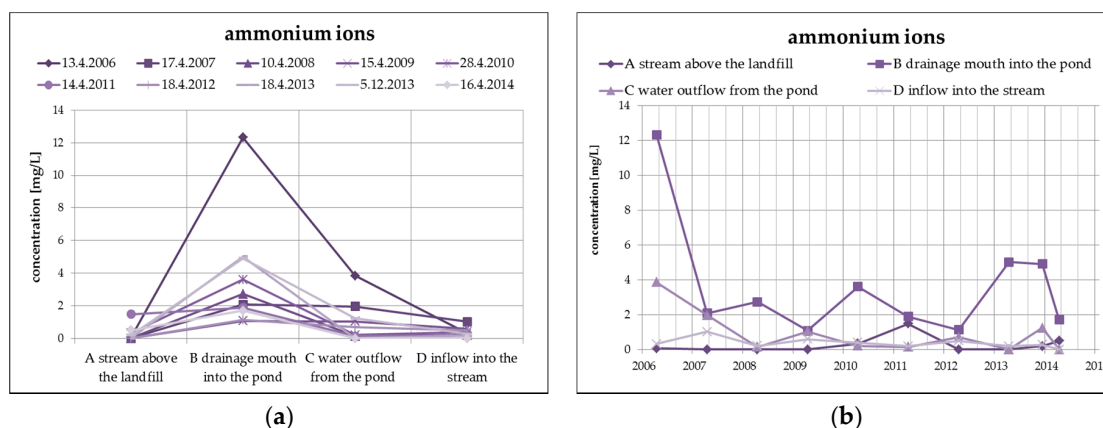 ammonium ions
13.4.2006 17.4.2007 10.4.2008 15.4.2009 28.4.2010
14.4.2011 18.4.2012 18.4.2013 5.12.2013 16.4.2014
14
12
10
8
6
4
2
0
concentration [mg/L]
A stream above the landfill
B drainage mouth into the pond
C water outflow from the pond
D inflow into the stream
(a)
ammonium ions
A stream above the landfill B drainage mouth into the pond
C water outflow from the pond D inflow into the stream
14
12
10
8
6
4
2
0
concentration [mg/L]
2006 2007 2008 2009 2010 2011 2012 2013 2014 201
(b)